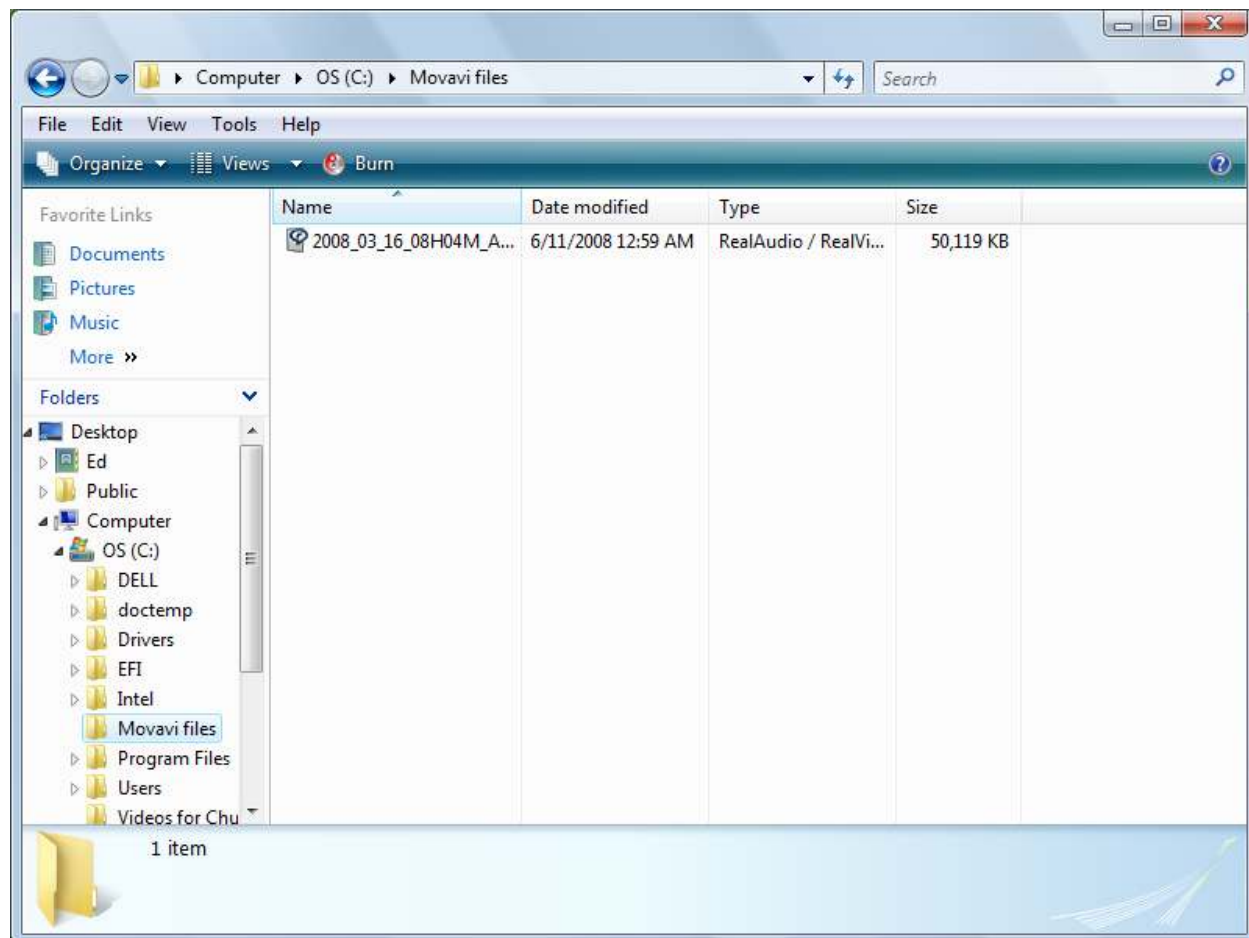 Computer ▸ OS (C:) ▸ Movavi files
Search
File Edit View Tools Help
Organize Views Burn
Favorite Links
Documents
Pictures
Music
More »
Folders
Desktop
Ed
Public
Computer
OS (C:)
DELL
doctemp
Drivers
EFI
Intel
Movavi files
Program Files
Users
Videos for Chu
Name Date modified Type Size
2008_03_16_08H04M_A... 6/11/2008 12:59 AM RealAudio / RealVi... 50,119 KB
1 item